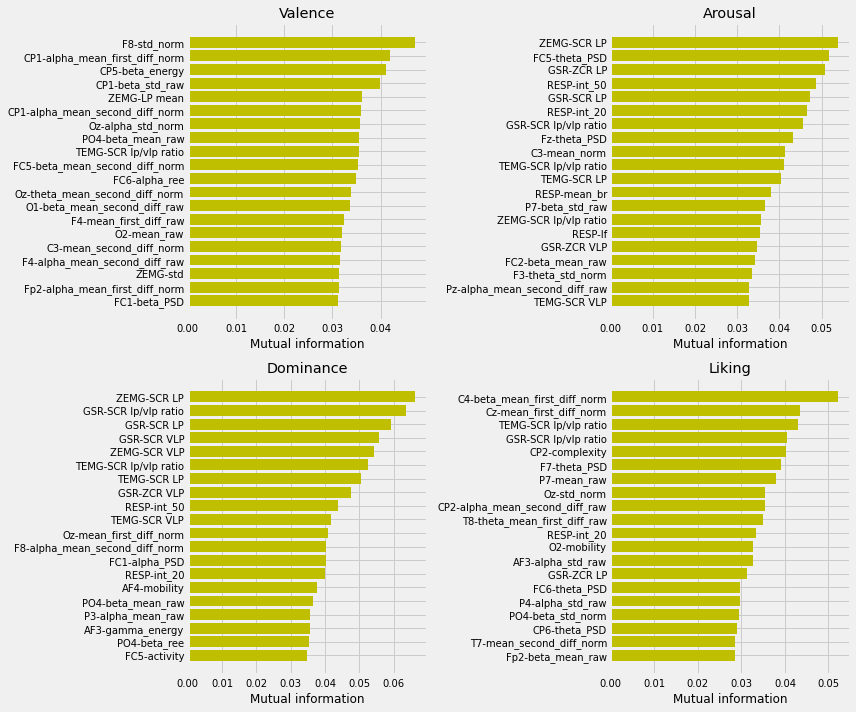 Valence
F8-std_norm
CP1-alpha_mean_first_diff_norm
CP5-beta_energy
CP1-beta_std_raw
ZEMG-LP mean
CP1-alpha_mean_second_diff_norm
Oz-alpha_std_norm
PO4-beta_mean_raw
TEMG-SCR lp/vlp ratio
FC5-beta_mean_second_diff_norm
FC6-alpha_ree
Oz-theta_mean_second_diff_norm
O1-beta_mean_second_diff_raw
F4-mean_first_diff_raw
O2-mean_raw
C3-mean_second_diff_norm
F4-alpha_mean_second_diff_raw
ZEMG-std
Fp2-alpha_mean_first_diff_norm
FC1-beta_PSD
0.00 0.01 0.02 0.03 0.04
Mutual information
Arousal
ZEMG-SCR LP
FC5-theta_PSD
GSR-ZCR LP
RESP-int_50
GSR-SCR LP
RESP-int_20
GSR-SCR lp/vlp ratio
Fz-theta_PSD
C3-mean_norm
TEMG-SCR lp/vlp ratio
TEMG-SCR LP
RESP-mean_br
P7-beta_std_raw
ZEMG-SCR lp/vlp ratio
RESP-lf
GSR-ZCR VLP
FC2-beta_mean_raw
F3-theta_std_norm
Pz-alpha_mean_second_diff_raw
TEMG-SCR VLP
0.00 0.01 0.02 0.03 0.04 0.05
Mutual information
Dominance
ZEMG-SCR LP
GSR-SCR lp/vlp ratio
GSR-SCR LP
GSR-SCR VLP
ZEMG-SCR VLP
TEMG-SCR lp/vlp ratio
TEMG-SCR LP
GSR-ZCR VLP
RESP-int_50
TEMG-SCR VLP
Oz-mean_first_diff_norm
F8-alpha_mean_second_diff_norm
FC1-alpha_PSD
RESP-int_20
AF4-mobility
PO4-beta_mean_raw
P3-alpha_mean_raw
AF3-gamma_energy
PO4-beta_ree
FC5-activity
0.00 0.01 0.02 0.03 0.04 0.05 0.06
Mutual information
Liking
C4-beta_mean_first_diff_norm
Cz-mean_first_diff_norm
TEMG-SCR lp/vlp ratio
GSR-SCR lp/vlp ratio
CP2-complexity
F7-theta_PSD
P7-mean_raw
Oz-std_norm
CP2-alpha_mean_second_diff_raw
T8-theta_mean_first_diff_raw
RESP-int_20
O2-mobility
AF3-alpha_std_raw
GSR-ZCR LP
FC6-theta_PSD
P4-alpha_std_raw
PO4-beta_std_norm
CP6-theta_PSD
T7-mean_second_diff_norm
Fp2-beta_mean_raw
0.00 0.01 0.02 0.03 0.04 0.05
Mutual information